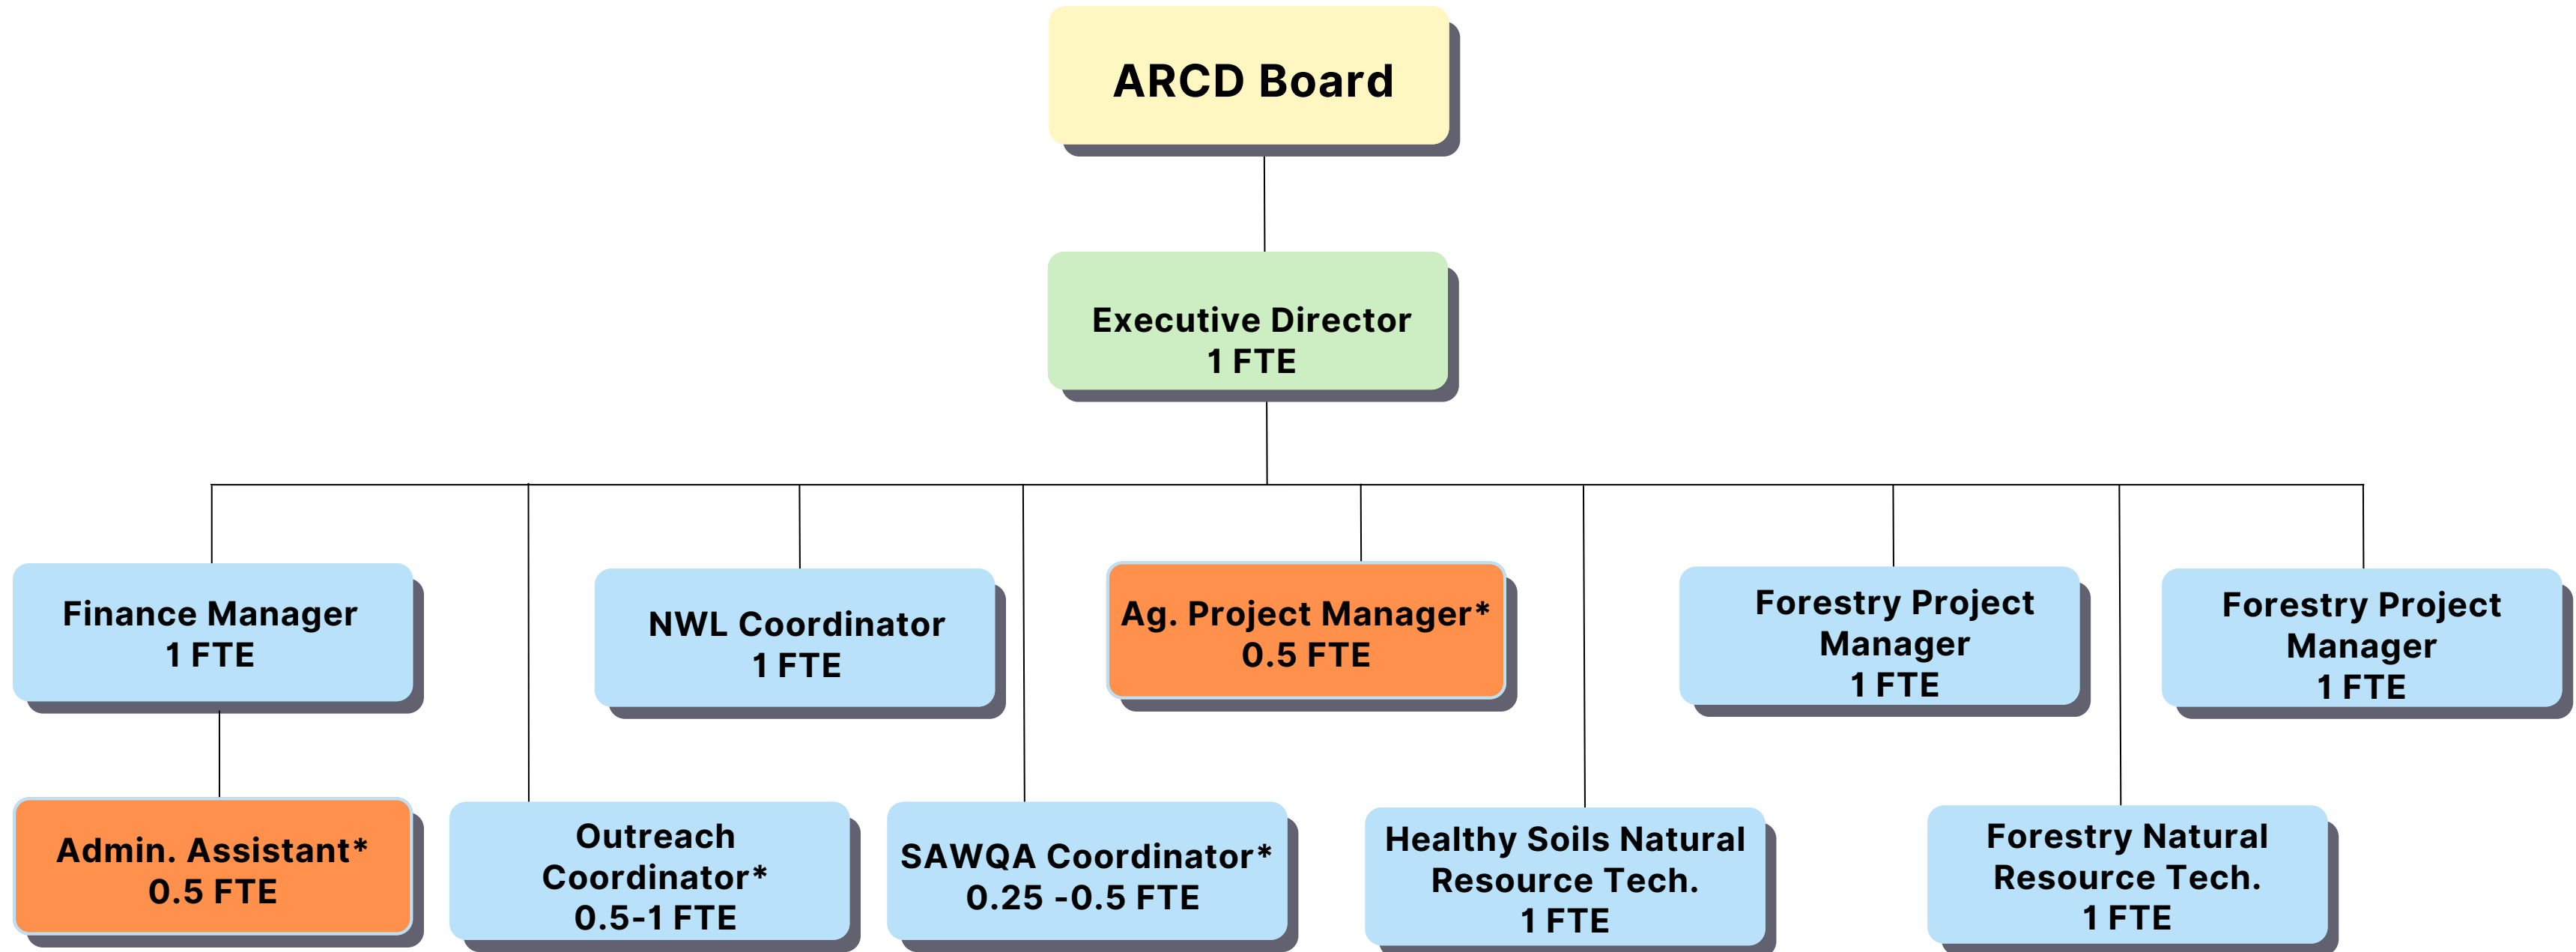 ARCD Board
Executive Director
1 FTE
Finance Manager
1 FTE
NWL Coordinator
1 FTE
Ag. Project Manager*
0.5 FTE
Forestry Project
Manager
1 FTE
Forestry Project
Manager
1 FTE
Admin. Assistant*
0.5 FTE
Outreach
Coordinator*
0.5-1 FTE
SAWQA Coordinator*
0.25 -0.5 FTE
Healthy Soils Natural
Resource Tech.
1 FTE
Forestry Natural
Resource Tech.
1 FTE